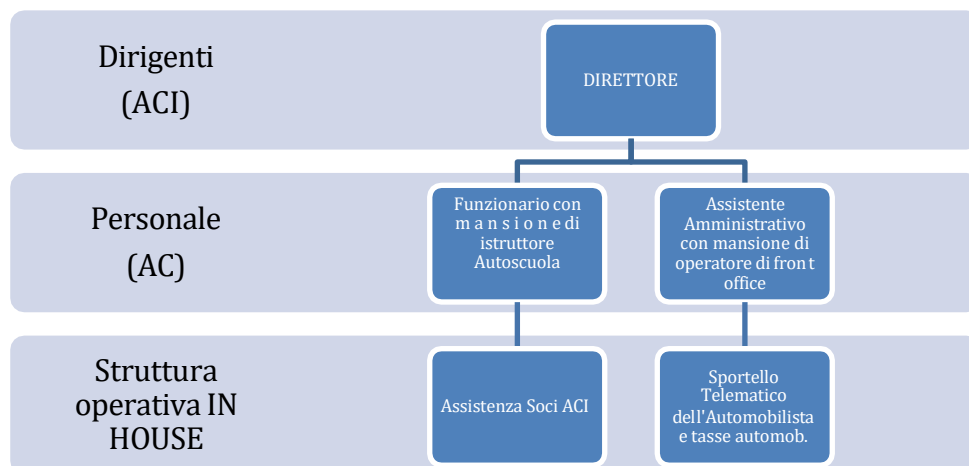 Dirigenti
(ACI)
DIRETTORE
Personale
(AC)
Funzionario con
m a n s i o n e di
istruttore
Autoscuola
Assistente
Amministrativo
con mansione di
operatore di front
office
Struttura
operativa IN
HOUSE
Assistenza Soci ACI
Sportello
Telematico
dell'Automobilista
e tasse automob.